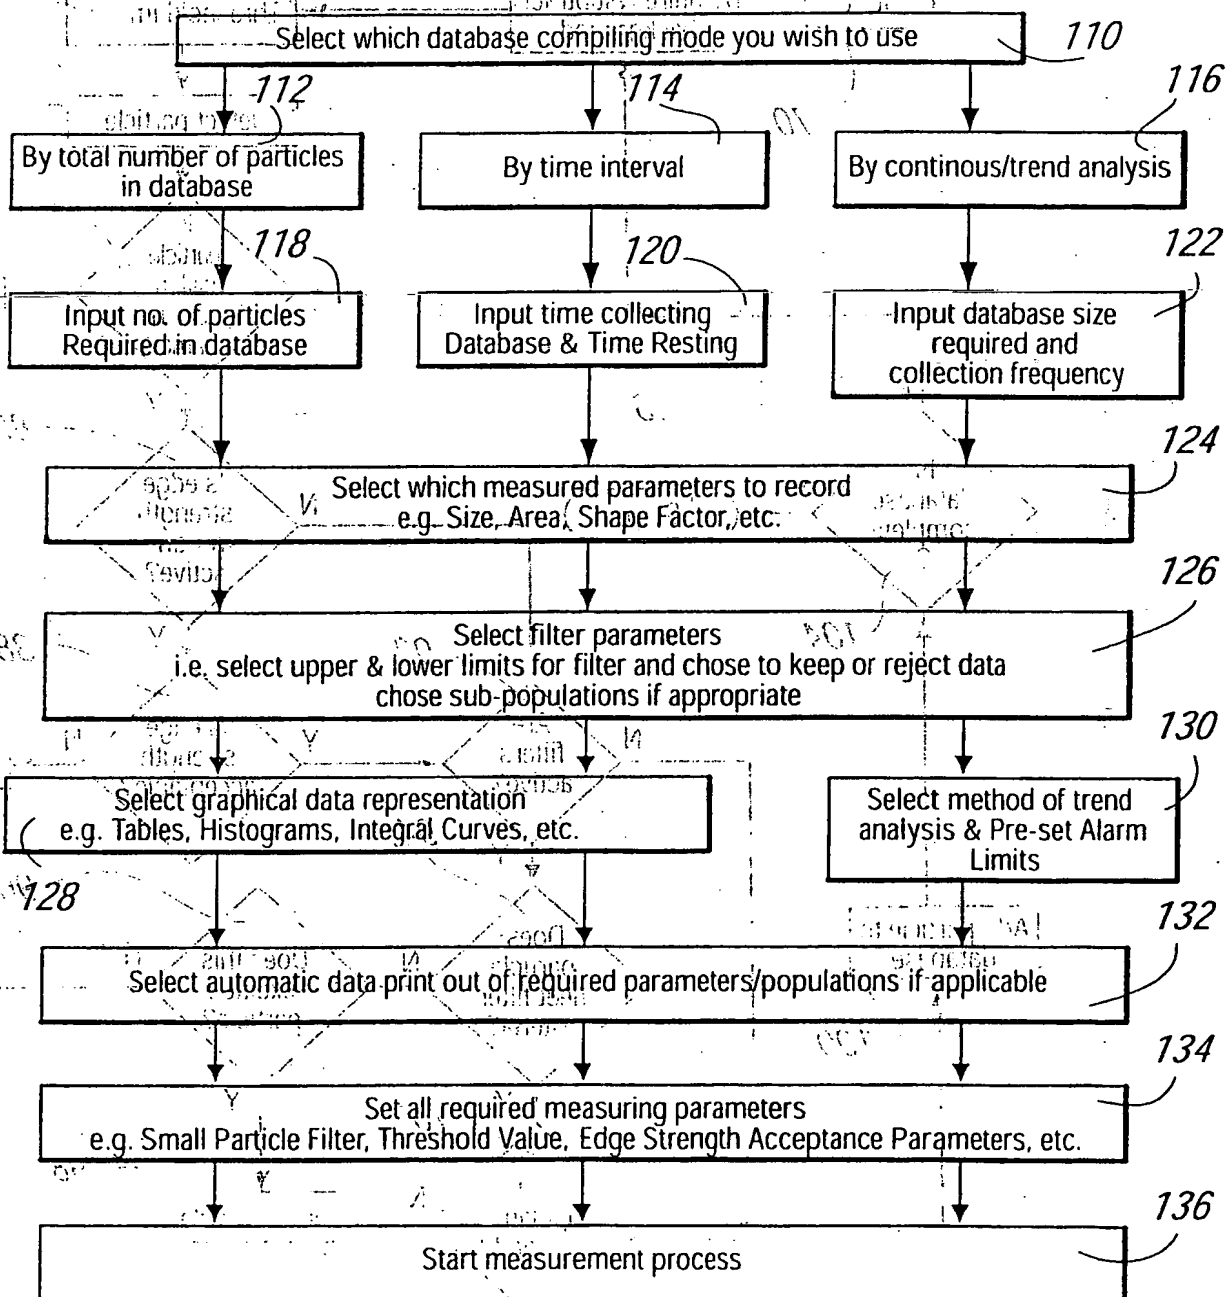 Select which database compiling mode you wish to use
110
112
114
116
By total number of particles
in database
By time interval
By continous/trend analysis
118
120
122
Input no. of particles
Required in database
Input time collecting
Database & Time Resting
Input database size
required and
collection frequency
124
Select which measured parameters to record
e.g. Size, Area, Shape Factor, etc.
126
Select filter parameters
i.e. select upper & lower limits for filter and chose to keep or reject data
chose sub-populations if appropriate
130
Select graphical data representation
e.g. Tables, Histograms, Integral Curves, etc.
Select method of trend
analysis & Pre-set Alarm
Limits
128
132
Select automatic data print out of required parameters/populations if applicable
134
Set all required measuring parameters
e.g. Small Particle Filter, Threshold Value, Edge Strength Acceptance Parameters, etc.
136
Start measurement process